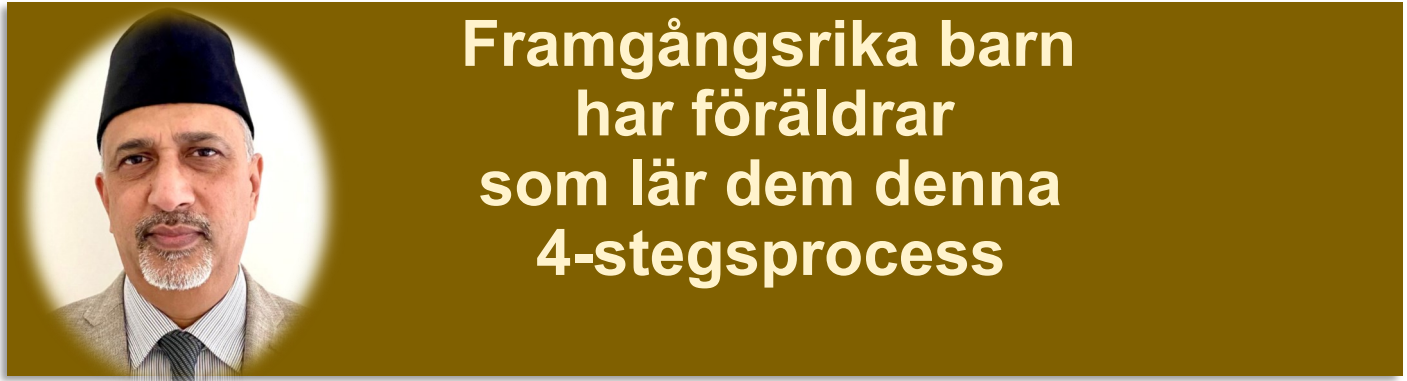 Framgångsrika barn
har föräldrar
som lär dem denna
4-stegsprocess